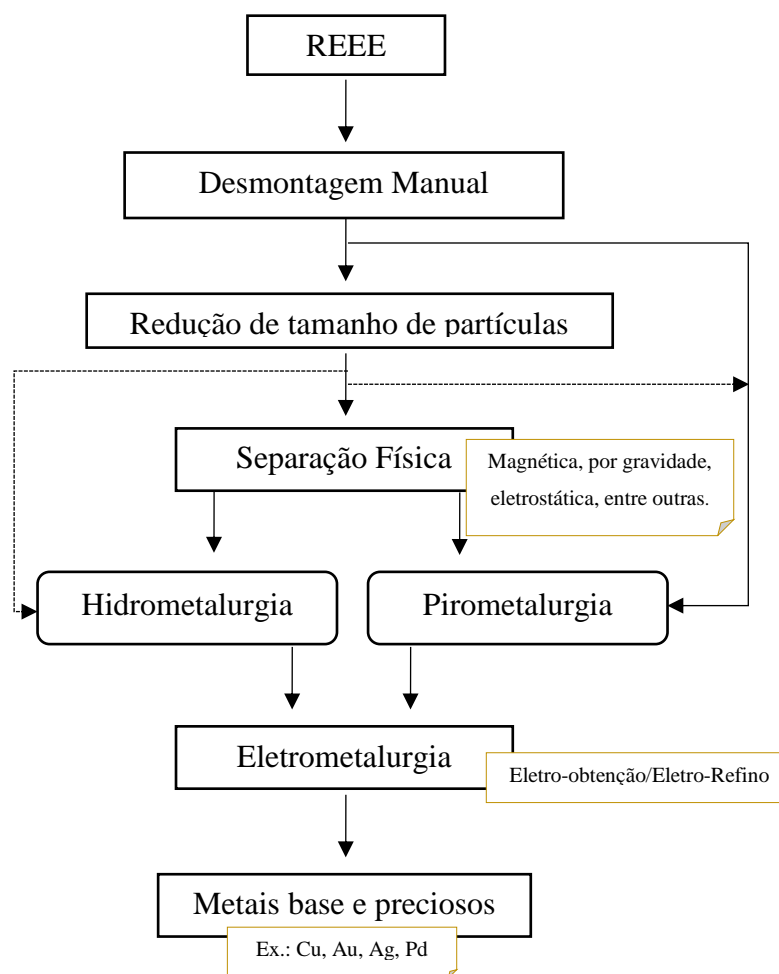 REEE
Desmontagem Manual
Redução de tamanho de partículas
Separação Física
Magnética, por gravidade,
eletrostática, entre outras.
Hidrometalurgia
Pirometalurgia
Eletrometalurgia
Eletro-obtenção/Eletro-Refino
Metais base e preciosos
Ex.: Cu, Au, Ag, Pd